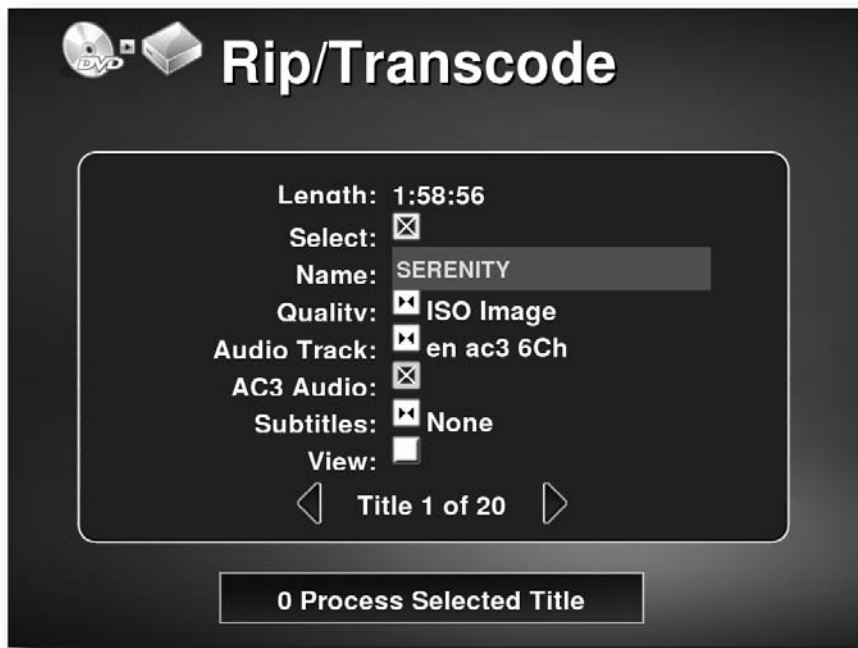 DVD
Rip/Transcode
Length: 1:58:56
Select:
Name: SERENITY
Quality: ISO Image
Audio Track: en ac3 6Ch
AC3 Audio:
Subtitles: None
View:
Title 1 of 20
0 Process Selected Title